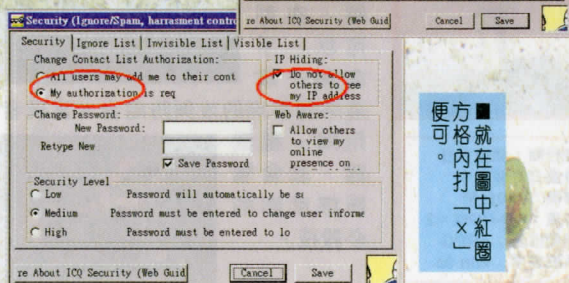 Security (Ignore/Spam, harrasment contro
re About ICQ Security (Web Guid
Cancel
Save
Security
Ignore List
Invisible List
Visible List
Change Contact List Authorization:
All users may add me to their cont
My authorization is req
IP Hiding:
Do not allow
others to see
my IP address
Change Password:
New Password:
Retype New
Save Password
Web Aware:
Allow others
to view my
online
presence on
Security Level
Low Password will automatically be s
Medium Password must be entered to change user informa
High Password must be entered to lo
re About ICQ Security (Web Guid
Cancel
Save
■就在圖中紅圈
方格內打「×」
便可。